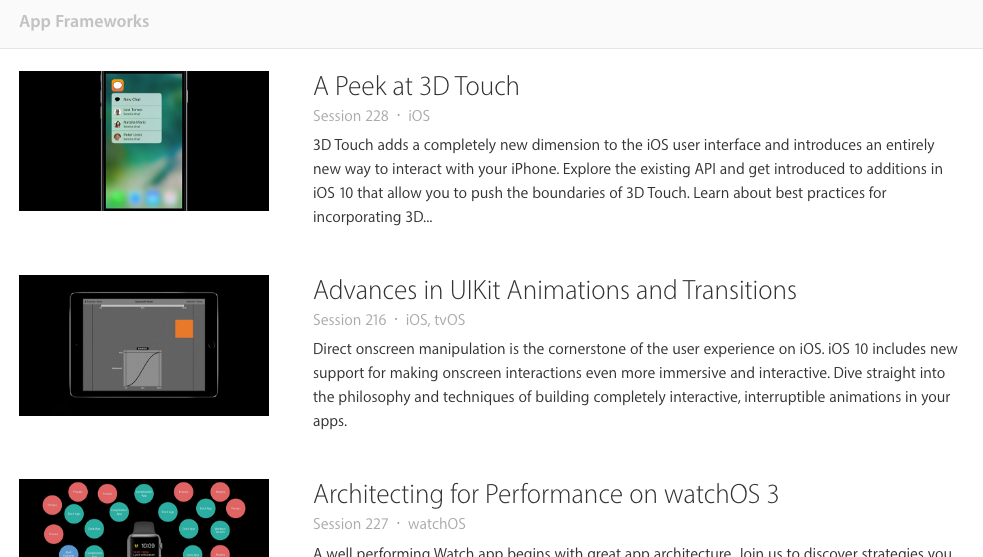 App Frameworks
A Peek at 3D Touch
Session 228 · iOS
3D Touch adds a completely new dimension to the iOS user interface and introduces an entirely
new way to interact with your iPhone. Explore the existing API and get introduced to additions in
iOS 10 that allow you to push the boundaries of 3D Touch. Learn about best practices for
incorporating 3D...
New Chat
Advances in UIKit Animations and Transitions
Session 216 · iOS, tvOS
Direct onscreen manipulation is the cornerstone of the user experience on iOS. iOS 10 includes new
support for making onscreen interactions even more immersive and interactive. Dive straight into
the philosophy and techniques of building completely interactive, interruptible animations in your
apps.
Architecting for Performance on watchOS 3
Session 227 · watchOS
A well performing Watch app begins with great app architecture. Join us to discover strategies you
10:09